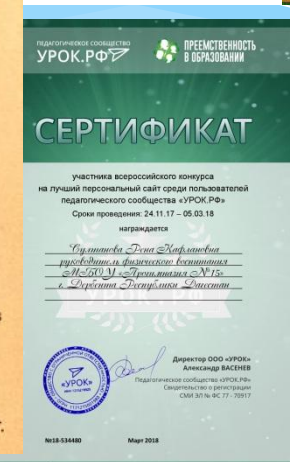 ПЕДАГОГИЧЕСКОЕ СООБЩЕСТВО
УРОК.РФ
ПРЕЕМСТВЕННОСТЬ
В ОБРАЗОВАНИИ
СЕРТИФИКАТ
участника всероссийского конкурса
на лучший персональный сайт среди пользователей
педагогического сообщества «УРОК.РФ»
Сроки проведения: 24.11.17 – 05.03.18
награждается
Султанова Рена Кафлановна
руководитель физического воспитания
МБОУ «Прогимназия №15»
г. Дербента Республики Дагестан
УРОК.РФ
«УРОК»
Директор ООО «УРОК»
Александр ВАСЕНЕВ
Педагогическое сообщество «УРОК.РФ»
Свидетельство о регистрации
СМИ ЭЛ № ФС 77 - 70917
№18-534480
Март 2018